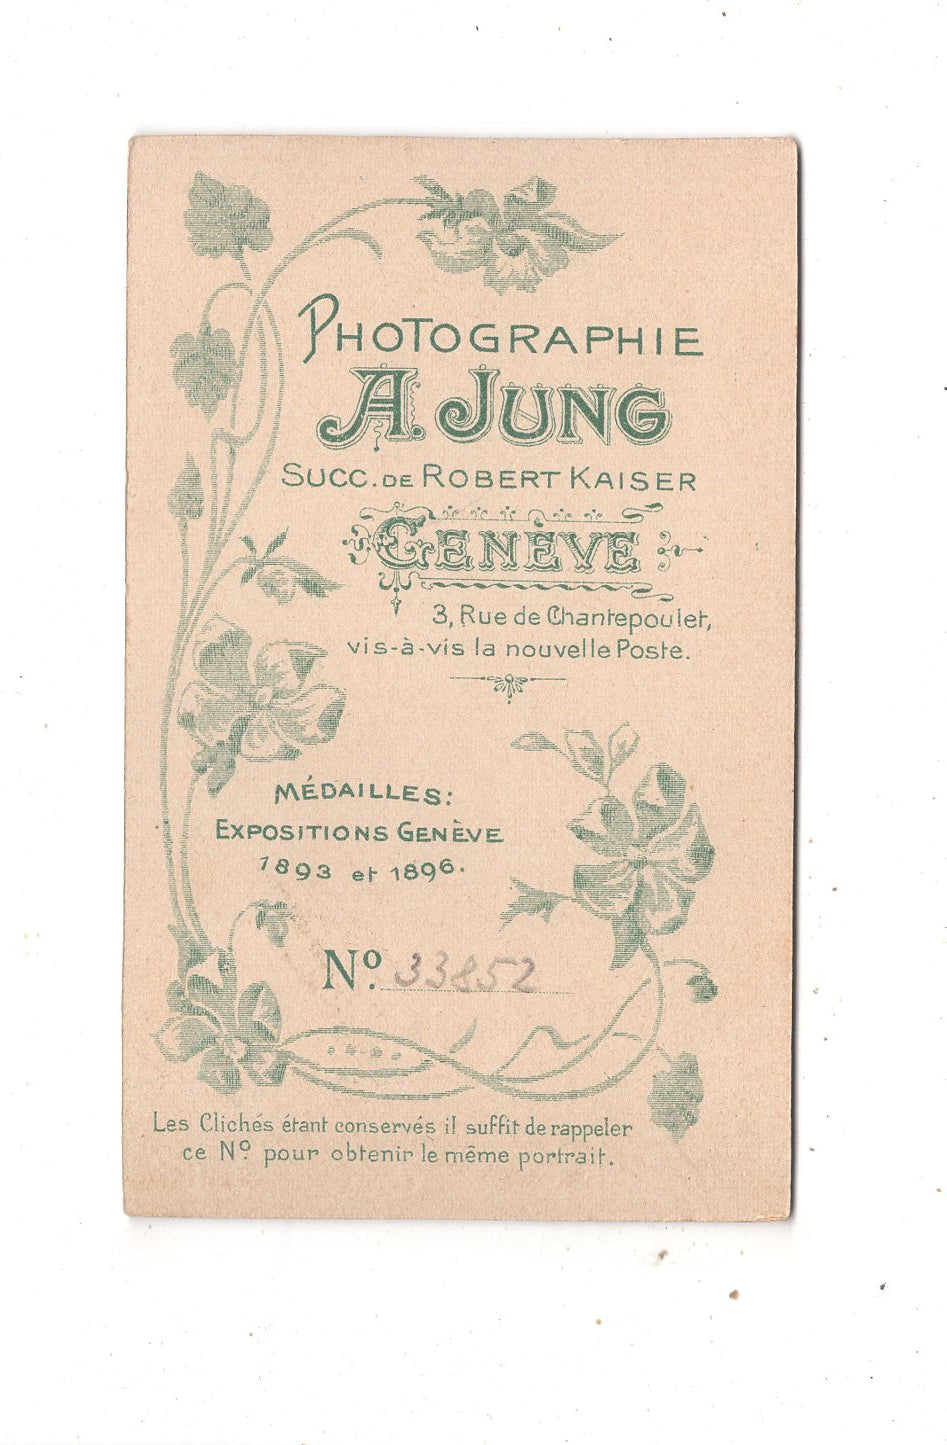 PHOTOGRAPHIE
A. JUNG
SUCC. DE ROBERT KAISER
GENÈVE
3, Rue de Chantepoulet,
vis-à-vis la nouvelle Poste.
MÉDAILLES:
EXPOSITIONS GENÈVE
1893 et 1896.
Nº. 33852
Les Clichés étant conservés il suffit de rappeler
ce Nº pour obtenir le même portrait.